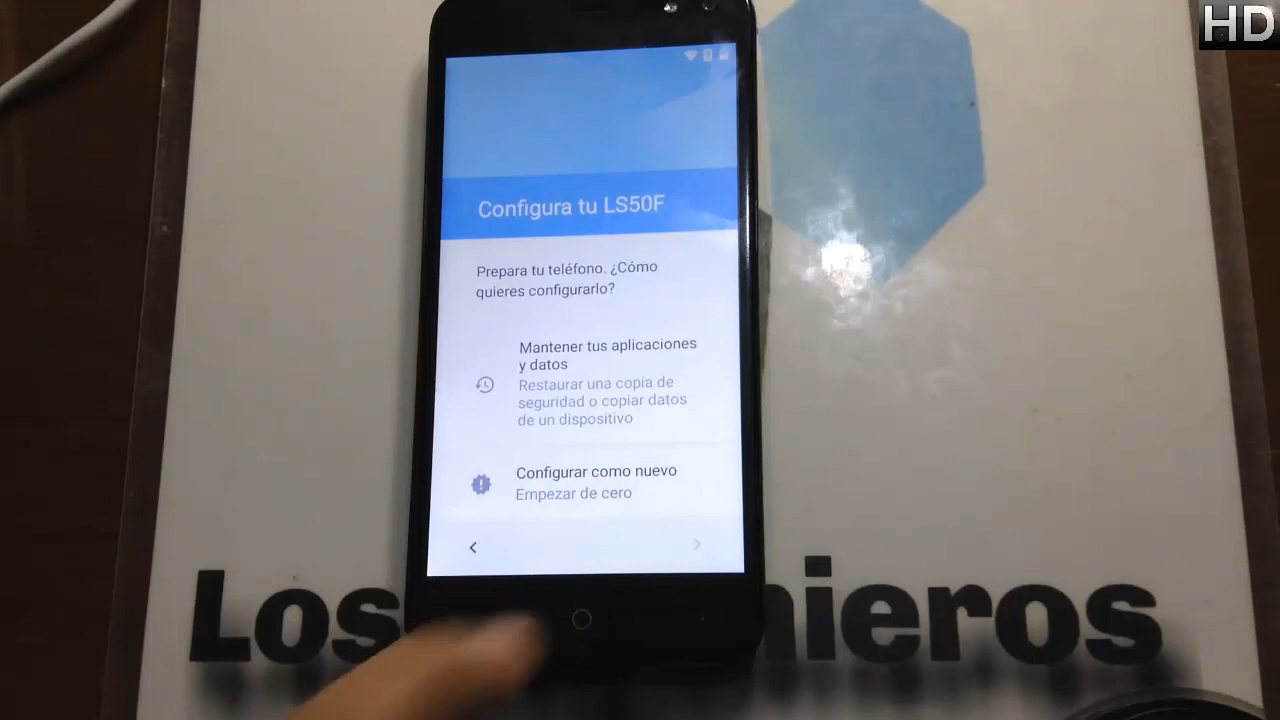 HD
Configura tu LS50F
Prepara tu teléfono. ¿Cómo
quieres configurarlo?
Mantener tus aplicaciones
y datos
Restaurar una copia de
seguridad o copiar datos
de un dispositivo
Configurar como nuevo
Empezar de cero
Los